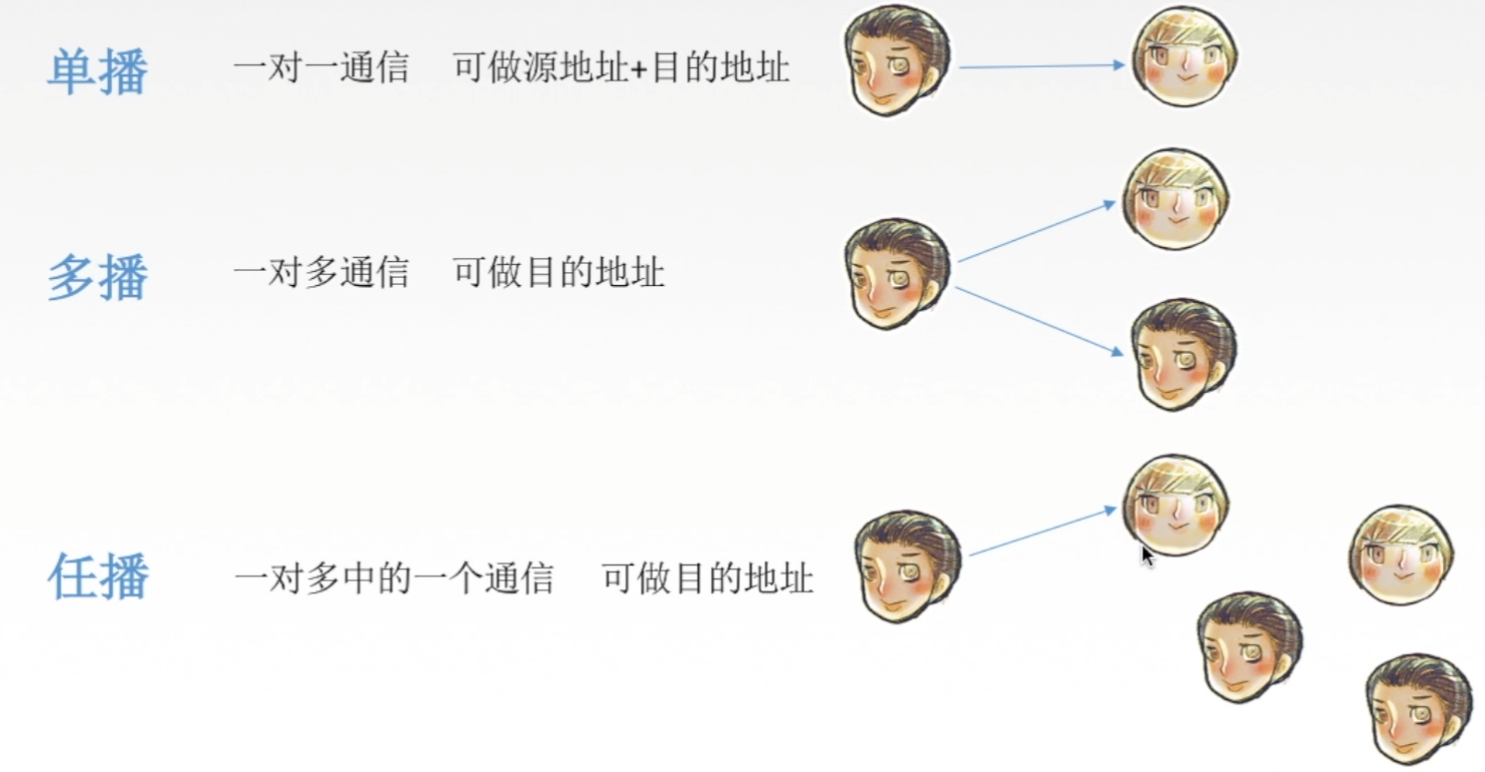 单播 一对一通信 可做源地址+目的地址
多播 一对多通信 可做目的地址
任播 一对多中的一个通信 可做目的地址